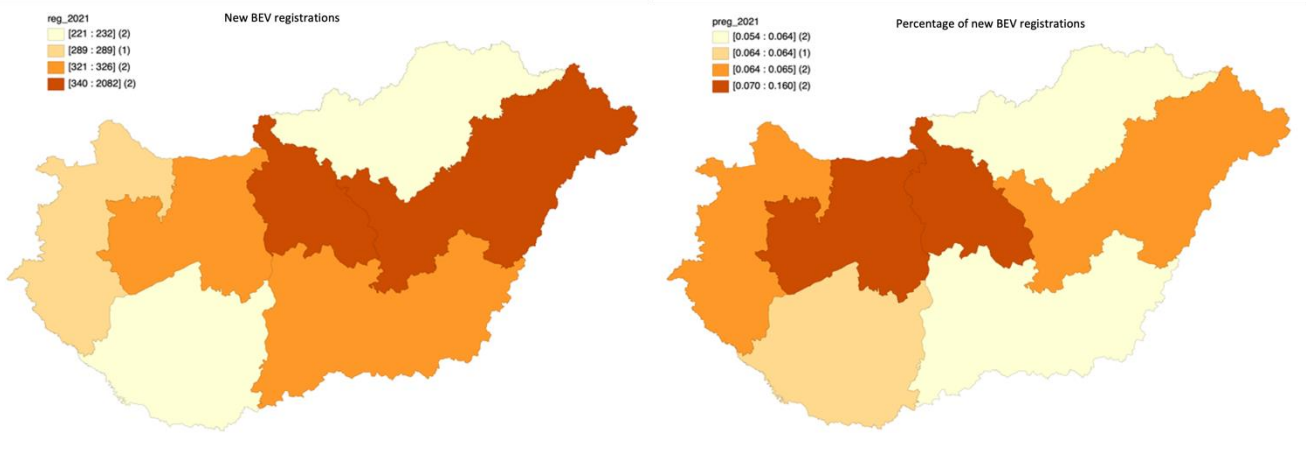 New BEV registrations
reg_2021
[221 : 232] (2)
[289 : 289] (1)
[321 : 326] (2)
[340 : 2082] (2)
Percentage of new BEV registrations
preg_2021
[0.054 : 0.064] (2)
[0.064 : 0.064] (1)
[0.064 : 0.065] (2)
[0.070 : 0.160] (2)